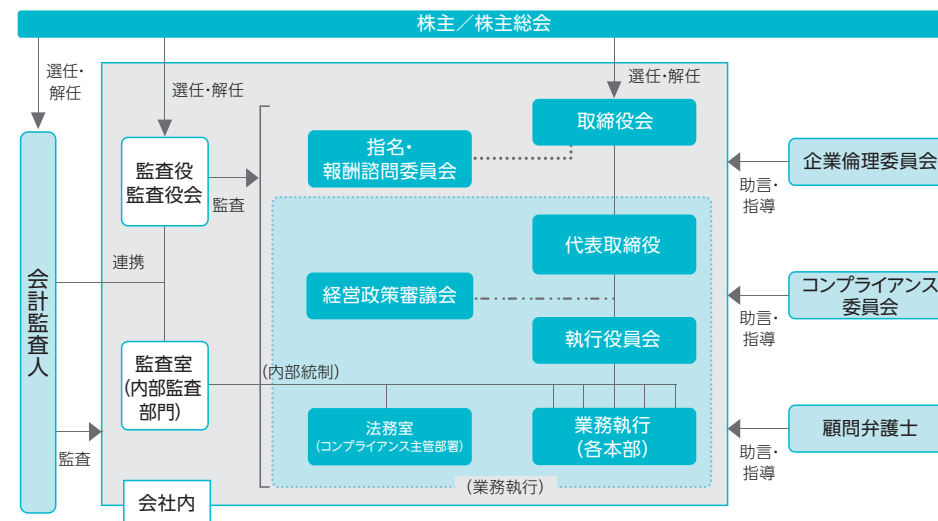 株主／株主総会
選任・
解任
選任・解任
選任・解任
取締役会
指名・
報酬諮問委員会
監査役
監査役会
監査
企業倫理委員会
助言・
指導
代表取締役
連携
経営政策審議会
コンプライアンス
委員会
助言・
指導
執行役員会
会計監査人
監査室
(内部監査
部門)
(内部統制)
法務室
(コンプライアンス主管部署)
業務執行
(各本部)
顧問弁護士
助言・
指導
監査
(業務執行)
会社内